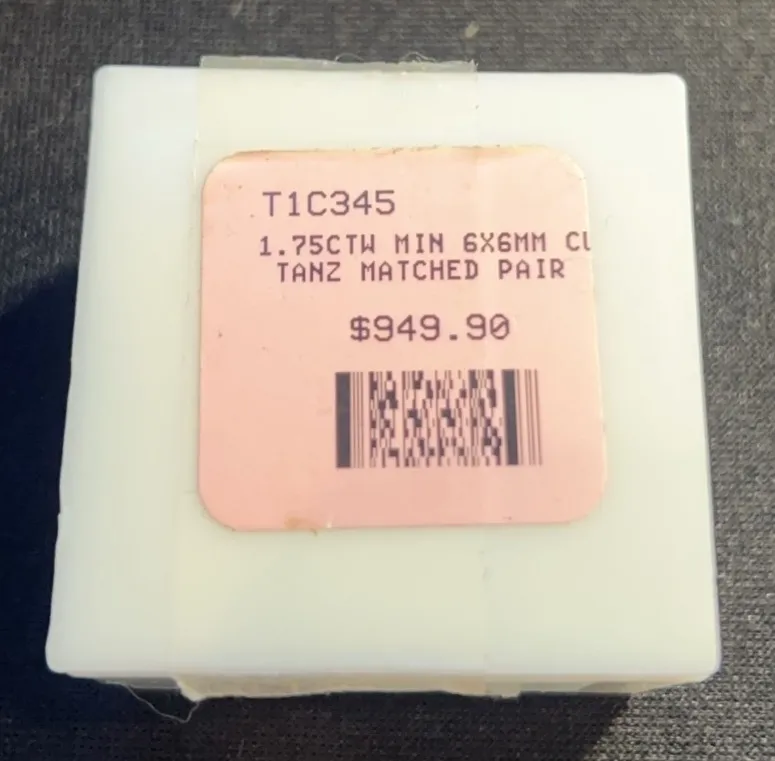 T1C345
1.75CTW MIN 6X6MM
TANZ MATCHED PAIR
$949.90